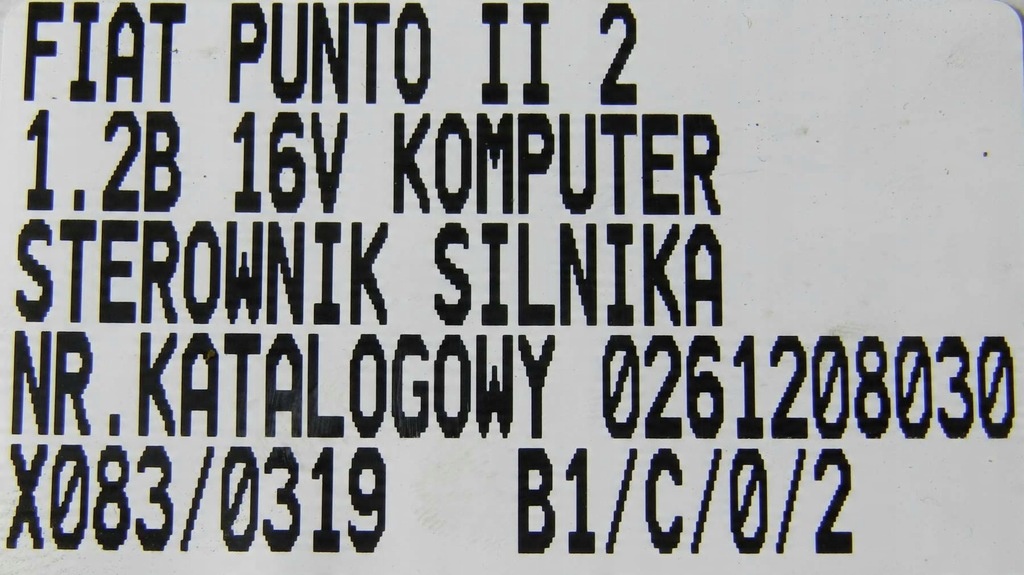 FIAT PUNTO II 2
1.2B 16V KOMPUTER
STEROWNIK SILNIKA
NR.KATALOGOWY 0261208030
X083/0319 B1/C/0/2